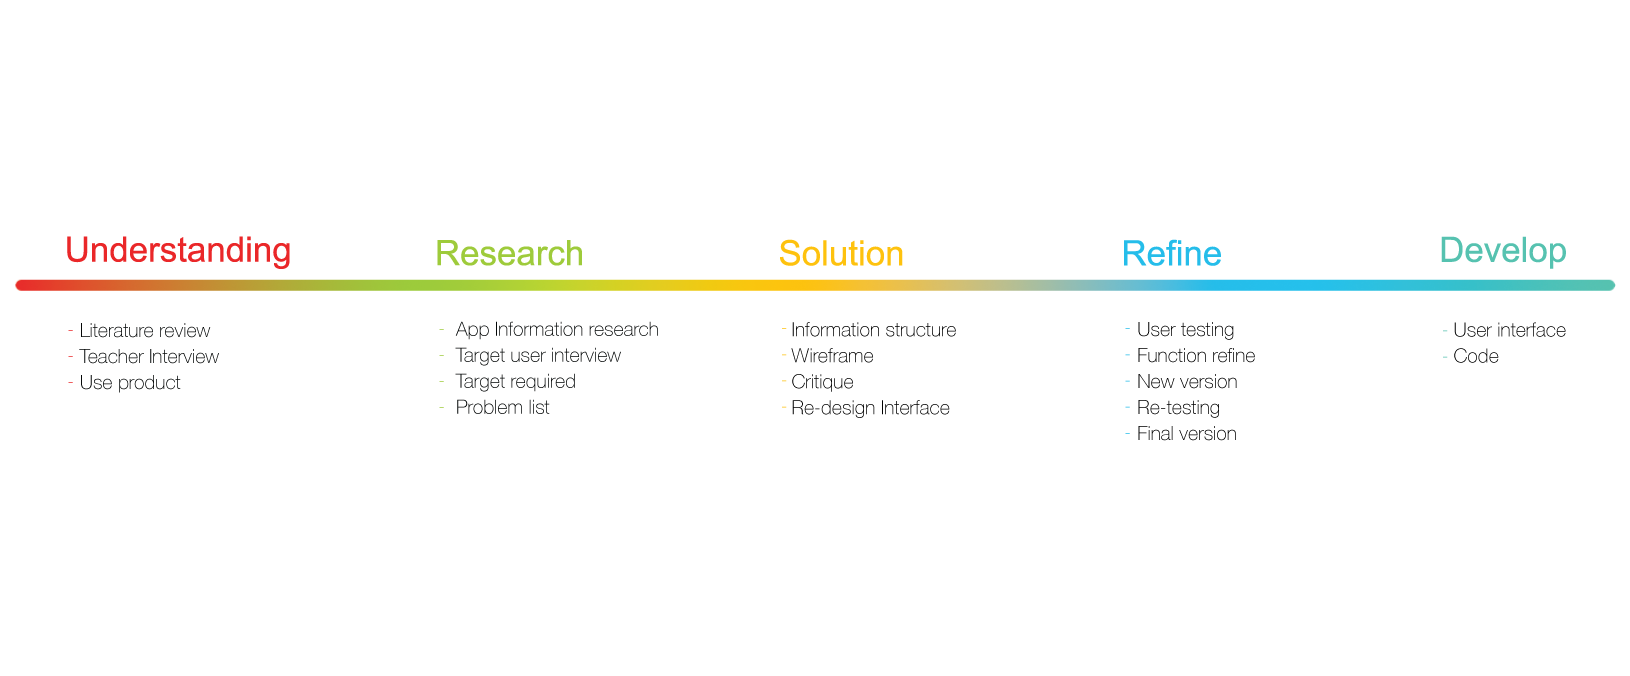 Understanding
- Literature review
- Teacher Interview
- Use product
Research
- App Information research
- Target user interview
- Target required
- Problem list
Solution
- Information structure
- Wireframe
- Critique
- Re-design Interface
Refine
- User testing
- Function refine
- New version
- Re-testing
- Final version
Develop
- User interface
- Code